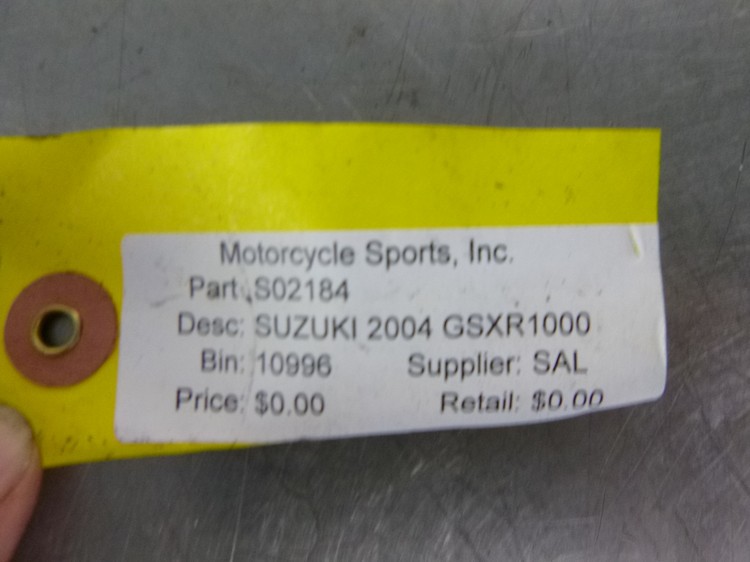 Motorcycle Sports, Inc.
Part: S02184
Desc: SUZUKI 2004 GSXR1000
Bin: 10996 Supplier: SAL
Price: $0.00 Retail: $0.00